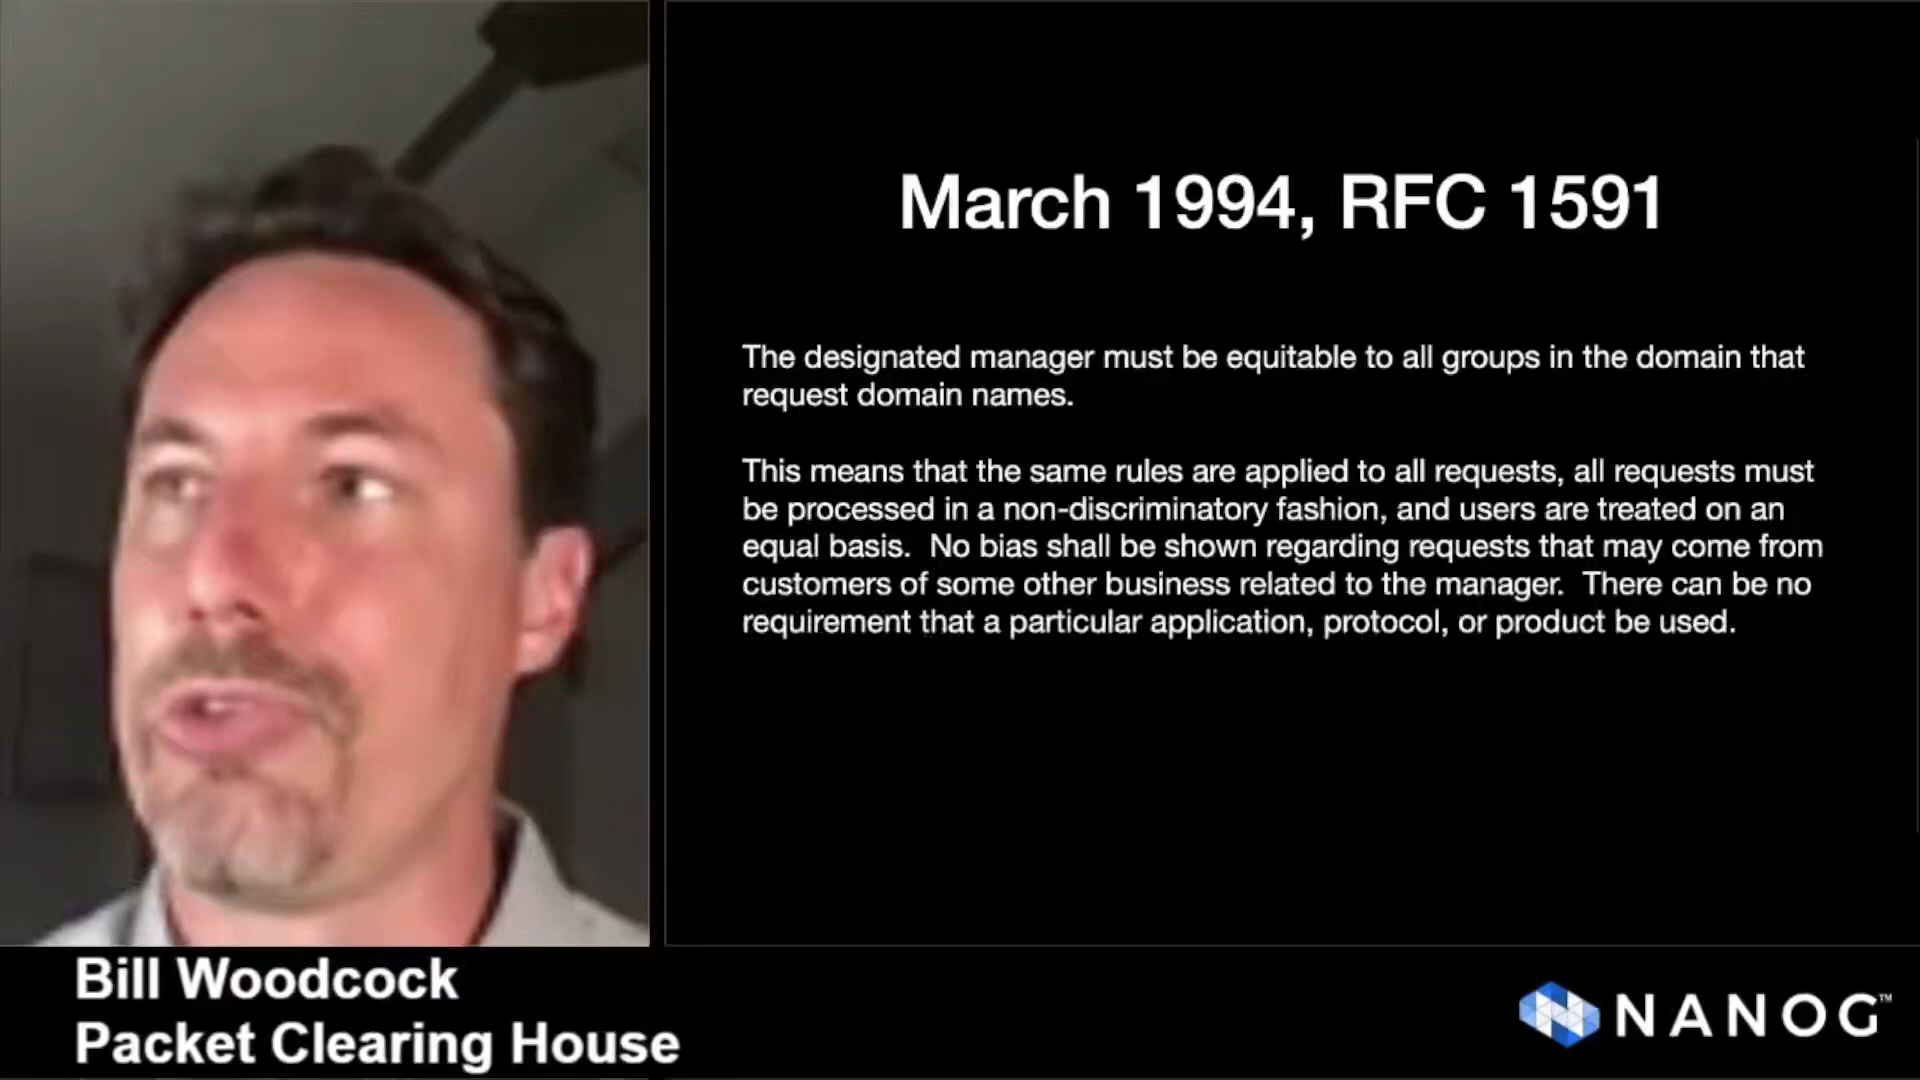 March 1994, RFC 1591
The designated manager must be equitable to all groups in the domain that
request domain names.
This means that the same rules are applied to all requests, all requests must
be processed in a non-discriminatory fashion, and users are treated on an
equal basis.  No bias shall be shown regarding requests that may come from
customers of some other business related to the manager.  There can be no
requirement that a particular application, protocol, or product be used.
Bill Woodcock
Packet Clearing House
NANOG™